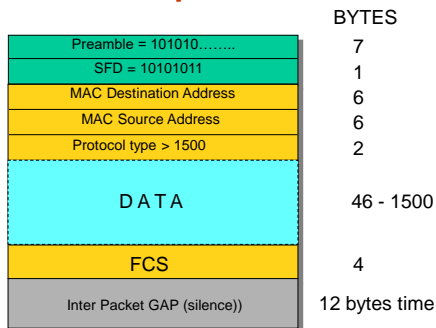 BYTES
Preamble = 101010........ 7
SFD = 10101011 1
MAC Destination Address 6
MAC Source Address 6
Protocol type > 1500 2
D A T A 46 - 1500
FCS 4
Inter Packet GAP (silence)) 12 bytes time